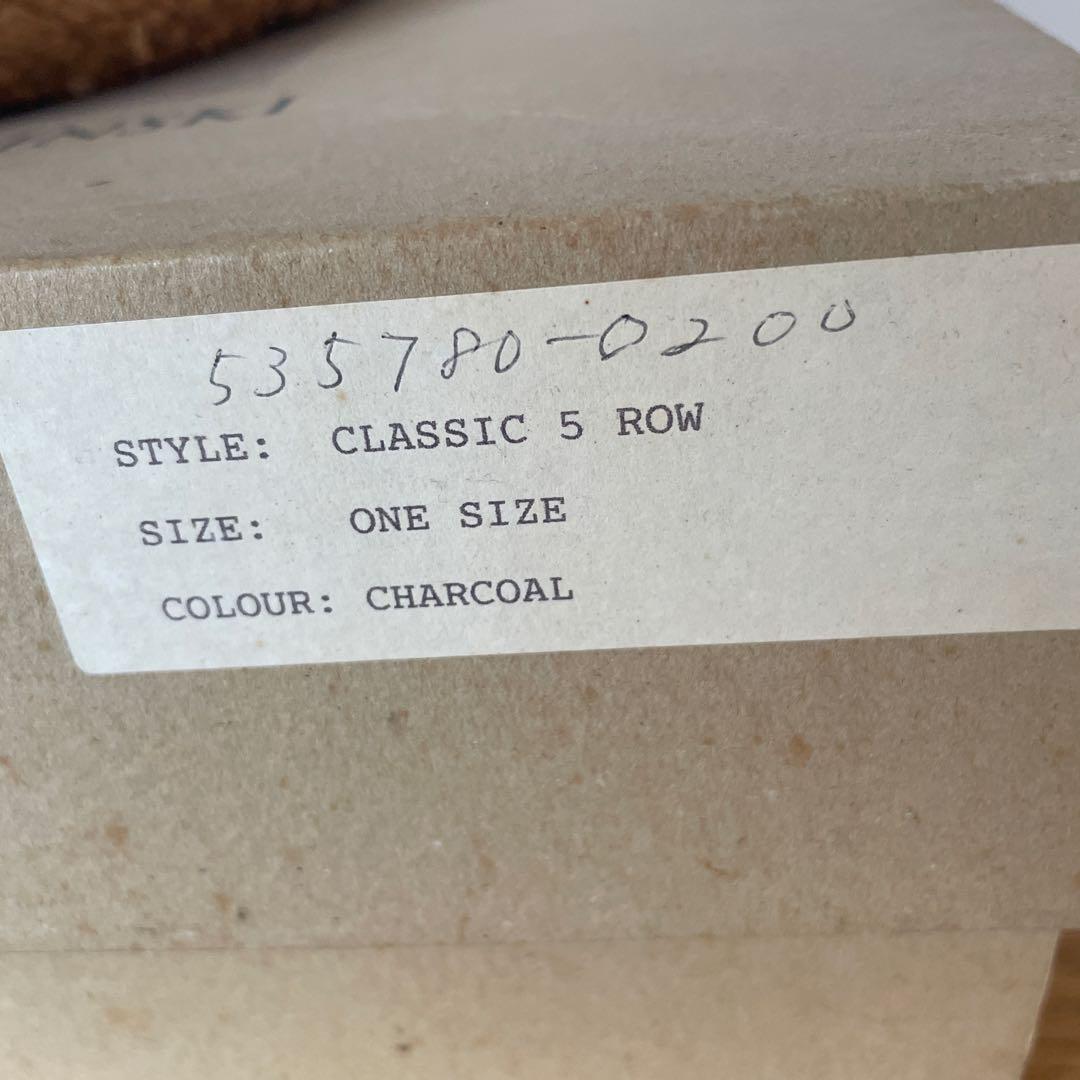 535780-0200
STYLE: CLASSIC 5 ROW
SIZE: ONE SIZE
COLOUR: CHARCOAL